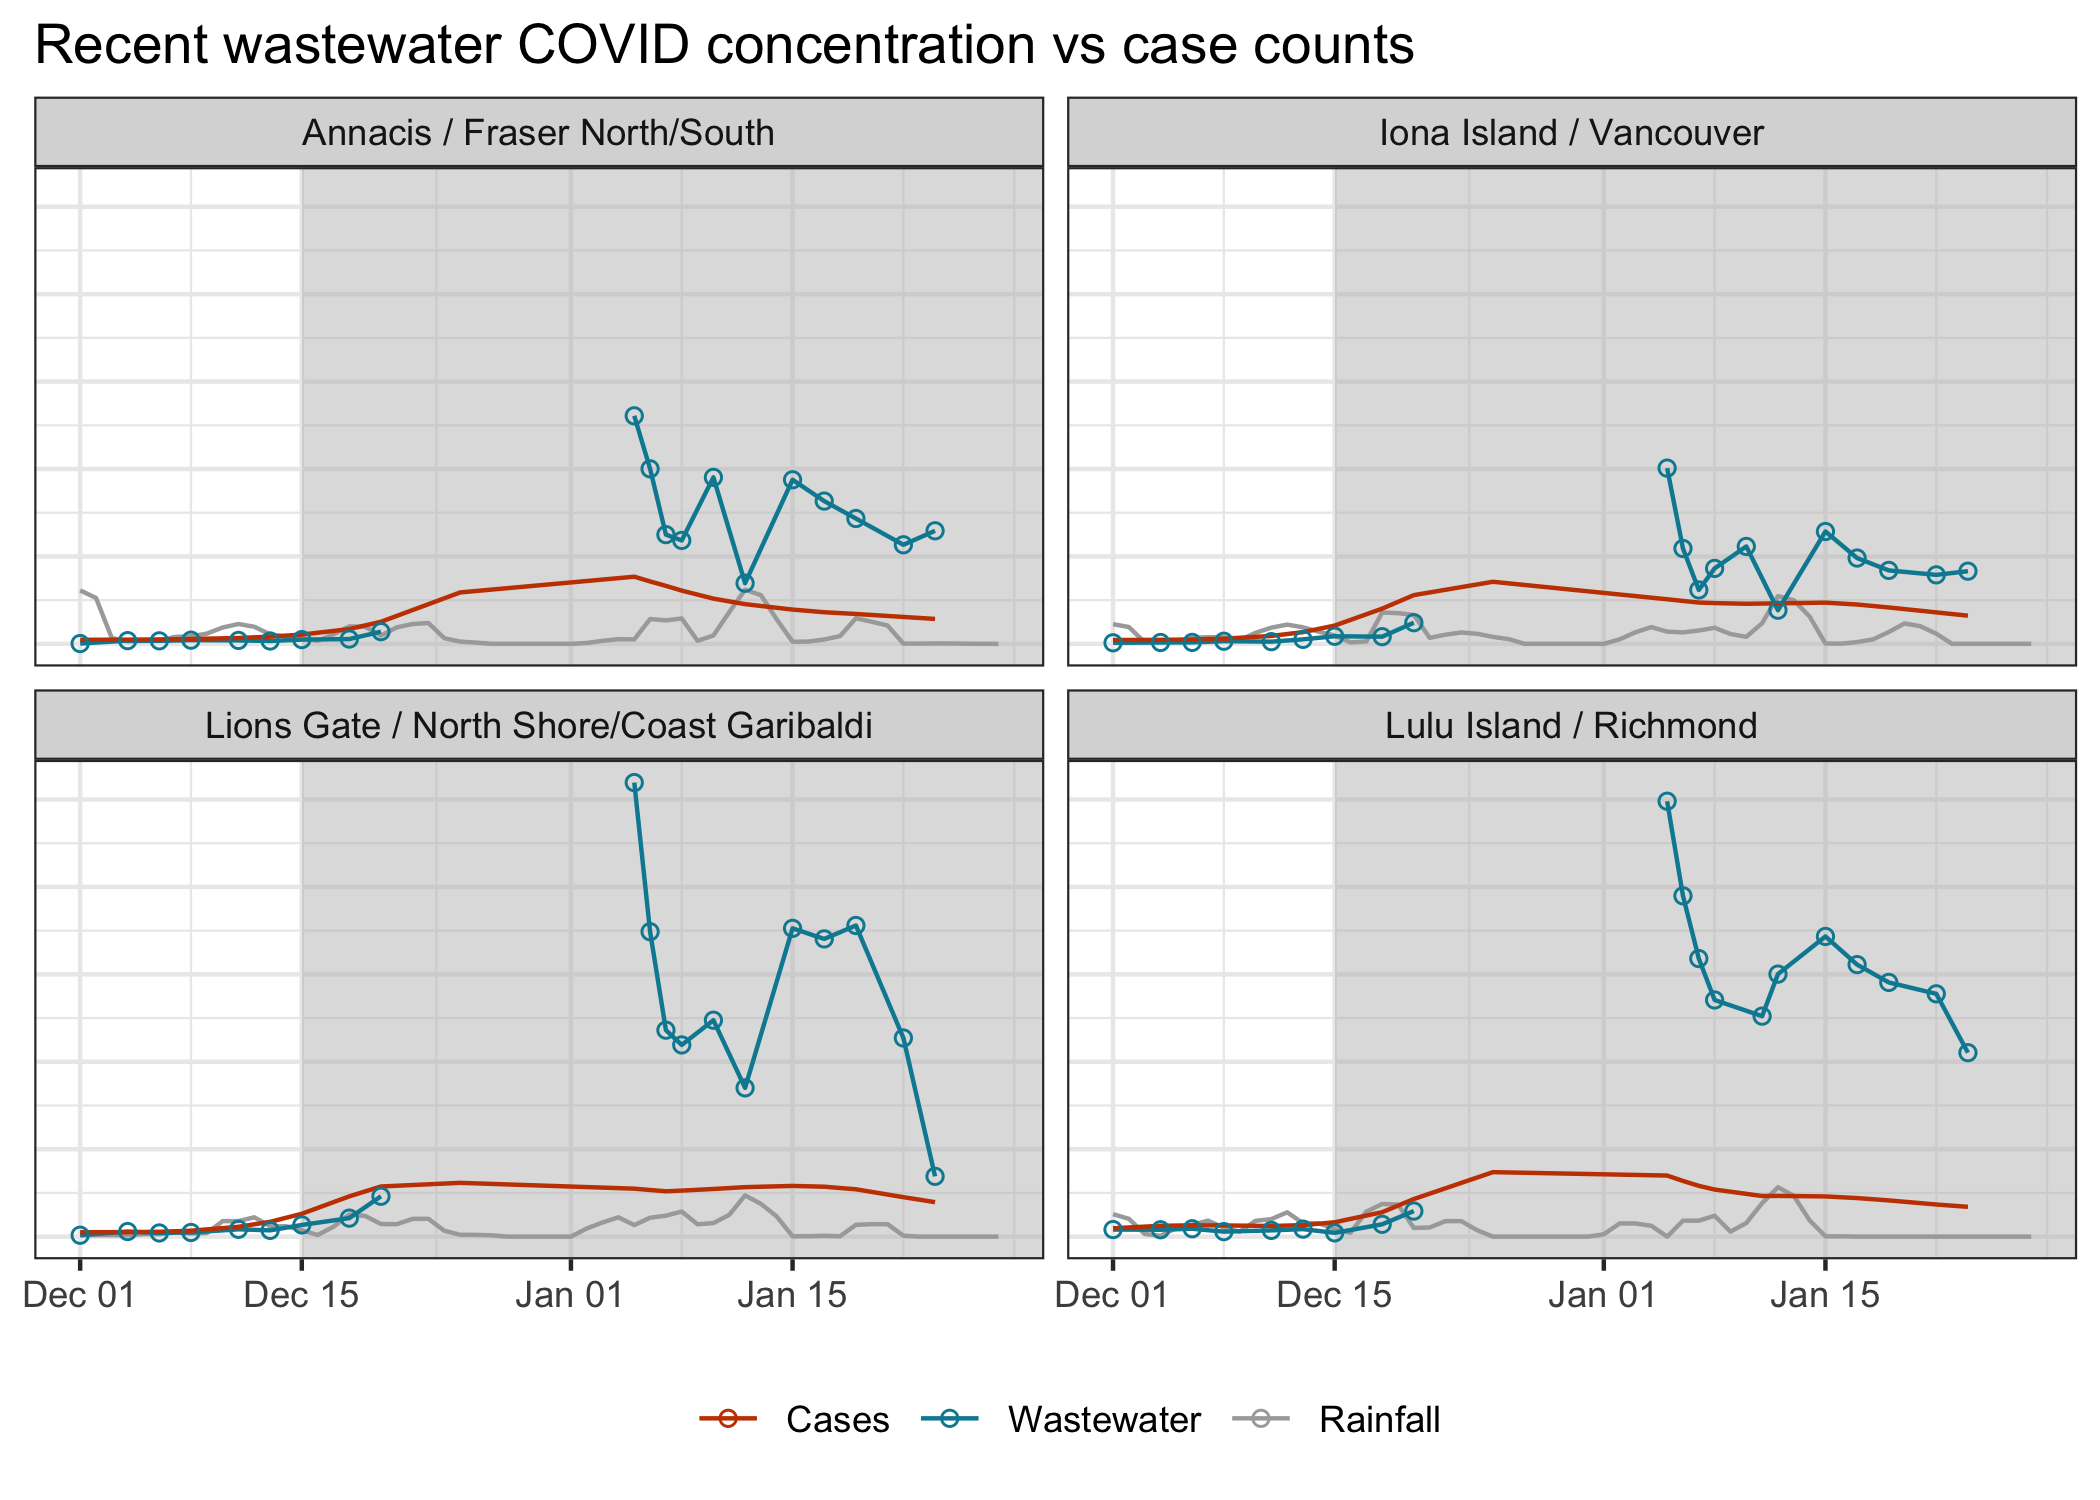 Recent wastewater COVID concentration vs case counts
Annacis / Fraser North/South
Iona Island / Vancouver
Lions Gate / North Shore/Coast Garibaldi
Lulu Island / Richmond
Dec 01 Dec 15 Jan 01 Jan 15 Dec 01 Dec 15 Jan 01 Jan 15
Cases Wastewater Rainfall